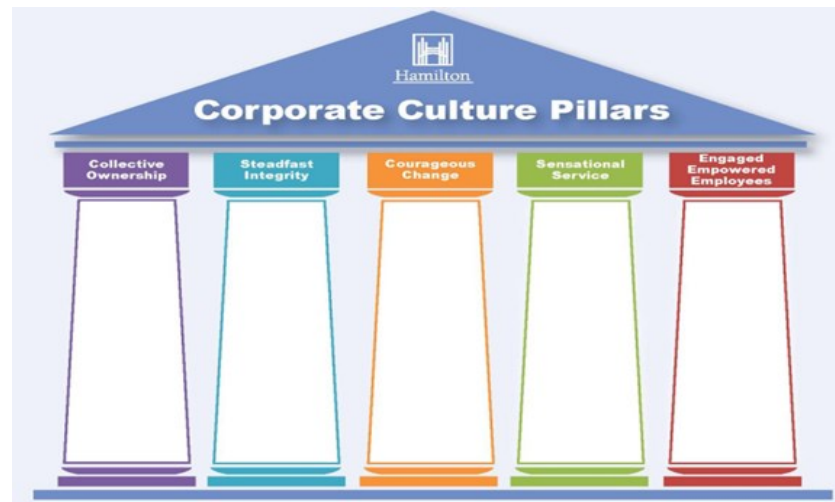 Hamilton
Corporate Culture Pillars
Collective
Ownership
Steadfast
Integrity
Courageous
Change
Sensational
Service
Engaged
Empowered
Employees